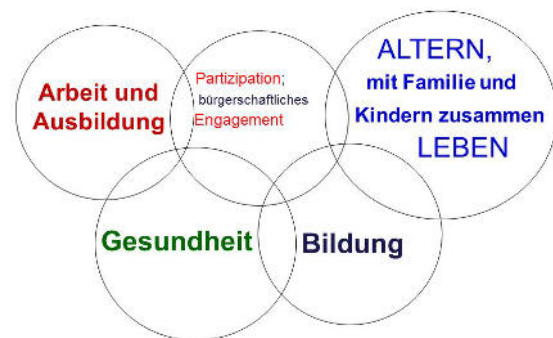 Arbeit und
Ausbildung
Partizipation;
bürgerschaftliches
Engagement
ALTERN,
mit Familie und
Kindern zusammen
LEBEN
Gesundheit
Bildung